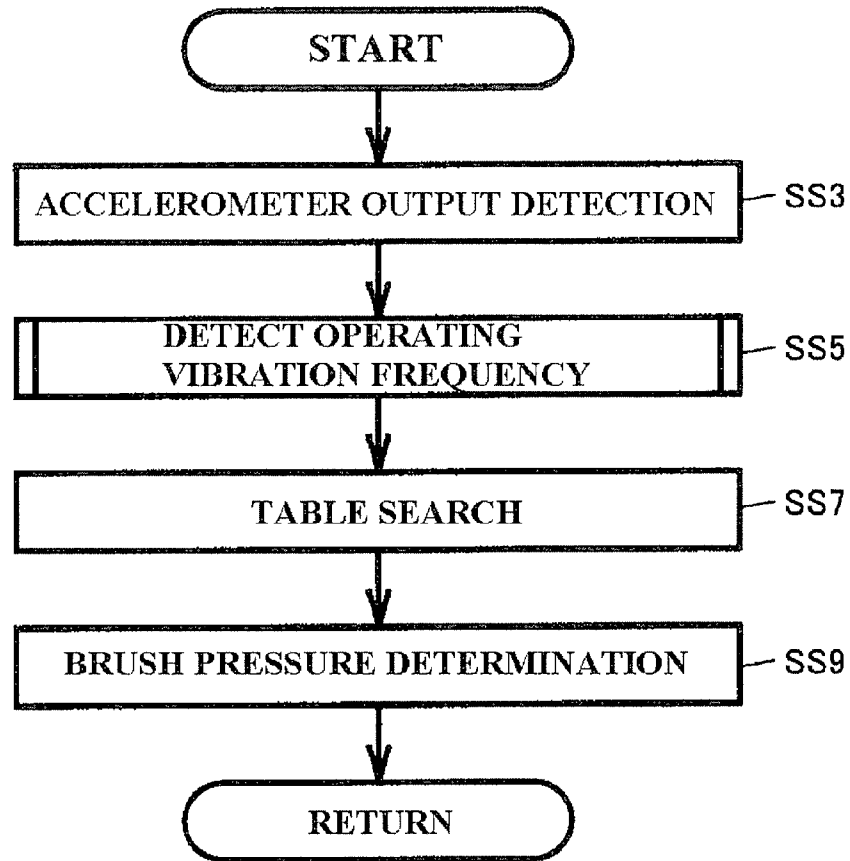 START
ACCELEROMETER OUTPUT DETECTION
SS3
DETECT OPERATING
VIBRATION FREQUENCY
SS5
TABLE SEARCH
SS7
BRUSH PRESSURE DETERMINATION
SS9
RETURN